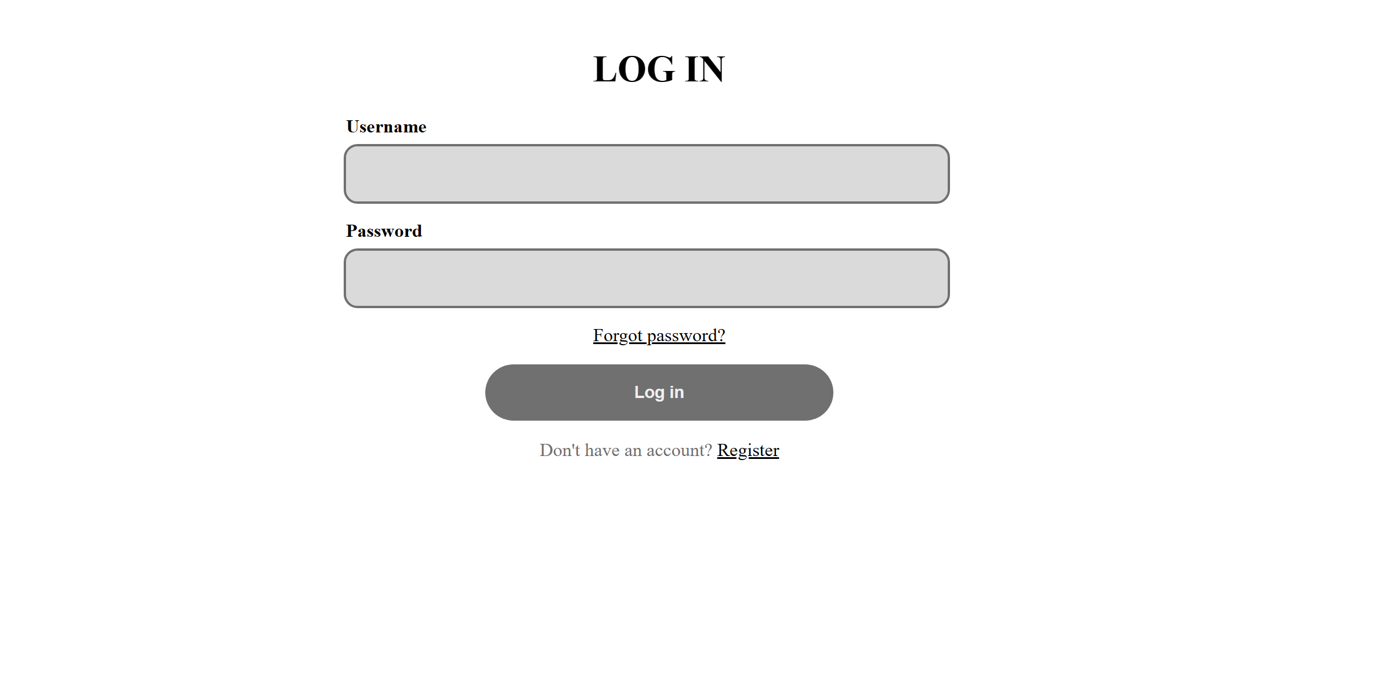 LOG IN
Username
Password
Forgot password?
Log in
Don't have an account? Register